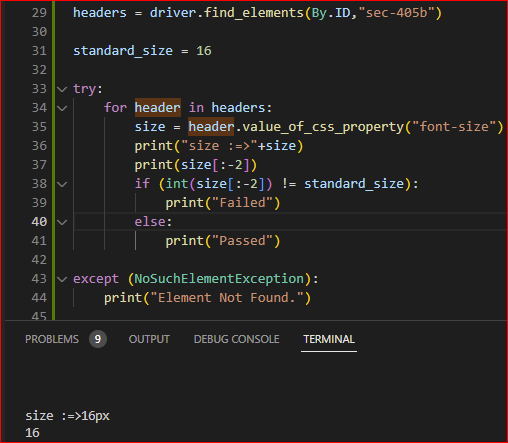 29 headers = driver.find_elements(By.ID,"sec-405b")
30
31 standard_size = 16
32
33 try:
34 for header in headers:
35 size = header.value_of_css_property("font-size")
36 print("size :=>"+size)
37 print(size[:-2])
38 if (int(size[:-2]) != standard_size):
39 print("Failed")
40 else:
41 print("Passed")
42
43 except (NoSuchElementException):
44 print("Element Not Found.")
45
PROBLEMS 9 OUTPUT DEBUG CONSOLE TERMINAL
size :=>16px
16